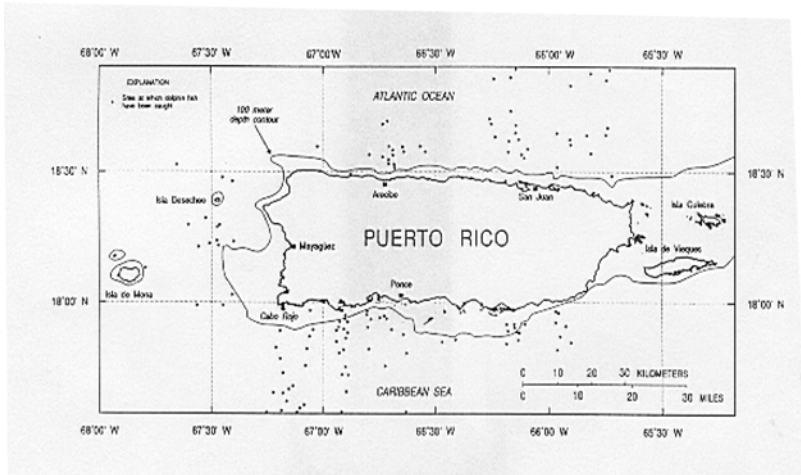 68°00' W 67°30' W 67°00' W 66°30' W 66°00' W 65°30' W
EXPLANATION
Sites at which dolphin fish
have been caught
ATLANTIC OCEAN
100 meter
depth contour
18°30' N
18°30' N
Isla Desecheo
Arecibo
San Juan
Isla Culebra
Mayagüez
PUERTO RICO
Isla de Vieques
Isla de Mona
Ponce
18°00' N
18°00' N
Cabo Rojo
0 10 20 30 KILOMETERS
0 10 20 30 MILES
CARIBBEAN SEA
68°00' W 67°30' W 67°00' W 66°30' W 66°00' W 65°30' W